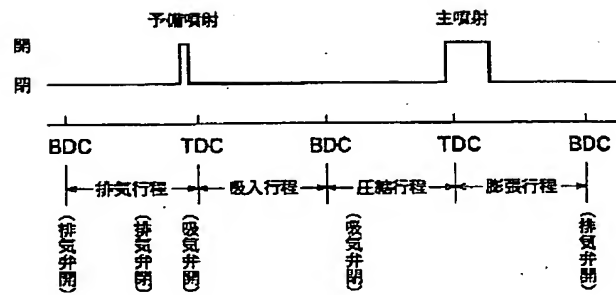 予備噴射
主噴射
開
閉
BDC TDC BDC TDC BDC
排気行程 吸入行程 圧縮行程 膨張行程
(排気弁開)
(排気弁閉)
(吸気弁開)
(吸気弁閉)
(排気弁開)